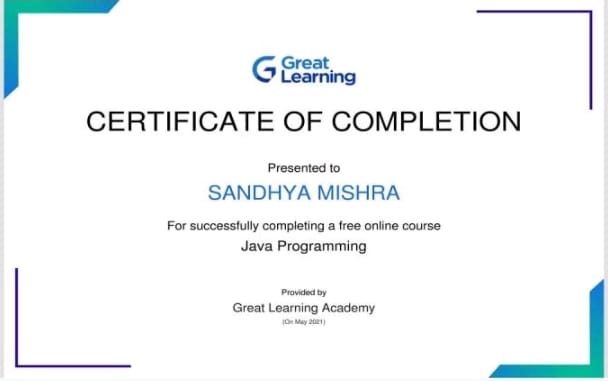 Great
Learning
CERTIFICATE OF COMPLETION
Presented to
SANDHYA MISHRA
For successfully completing a free online course
Java Programming
Provided by
Great Learning Academy
(On May 2021)